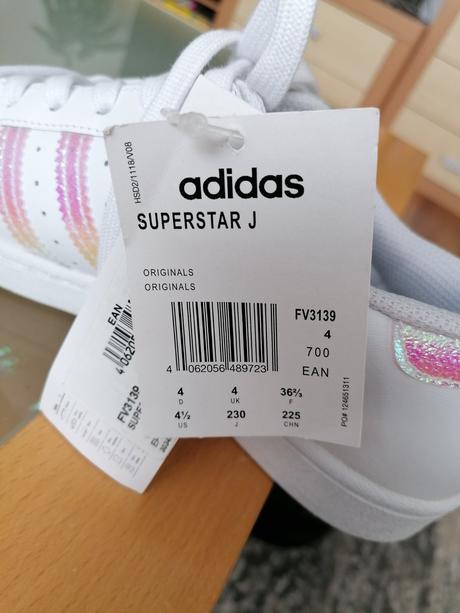 HSD2/1118/V08
adidas
SUPERSTAR J
ORIGINALS
ORIGINALS
FV3139
4
700
EAN
4 062056 489723
4 4 36⅔
D UK F
4½ 230 225
US J CHN
PO# 124651311
EAN
FV3139